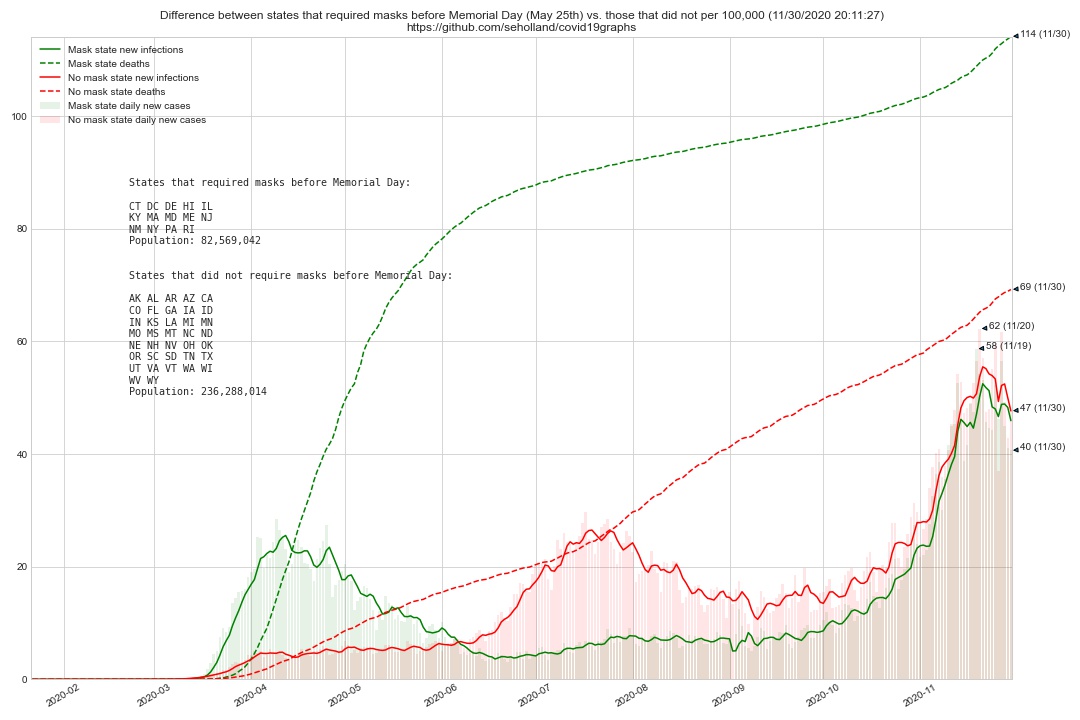 Difference between states that required masks before Memorial Day (May 25th) vs. those that did not per 100,000 (11/30/2020 20:11:27)
https://github.com/seholland/covid19graphs
Mask state new infections
Mask state deaths
No mask state new infections
No mask state deaths
Mask state daily new cases
No mask state daily new cases
States that required masks before Memorial Day:
CT DC DE HI IL
KY MA MD ME NJ
NM NY PA RI
Population: 82,569,042
States that did not require masks before Memorial Day:
AK AL AR AZ CA
CO FL GA IA ID
IN KS LA MI MN
MO MS MT NC ND
NE NH NV OH OK
OR SC SD TN TX
UT VA VT WA WI
WV WY
Population: 236,288,014
114 (11/30)
69 (11/30)
62 (11/20)
58 (11/19)
47 (11/30)
40 (11/30)
100
80
60
40
20
0
2020-02
2020-03
2020-04
2020-05
2020-06
2020-07
2020-08
2020-09
2020-10
2020-11